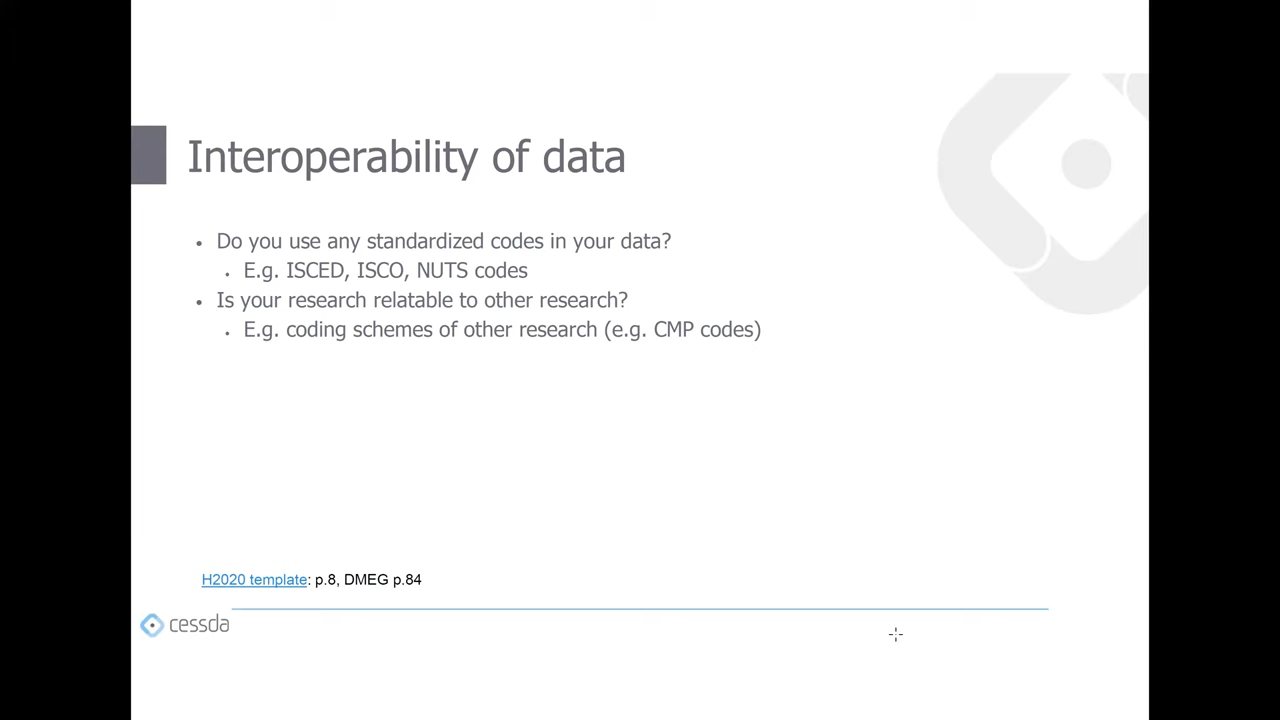 Interoperability of data
• Do you use any standardized codes in your data?
• E.g. ISCED, ISCO, NUTS codes
• Is your research relatable to other research?
• E.g. coding schemes of other research (e.g. CMP codes)
H2020 template: p.8, DMEG p.84
cessda